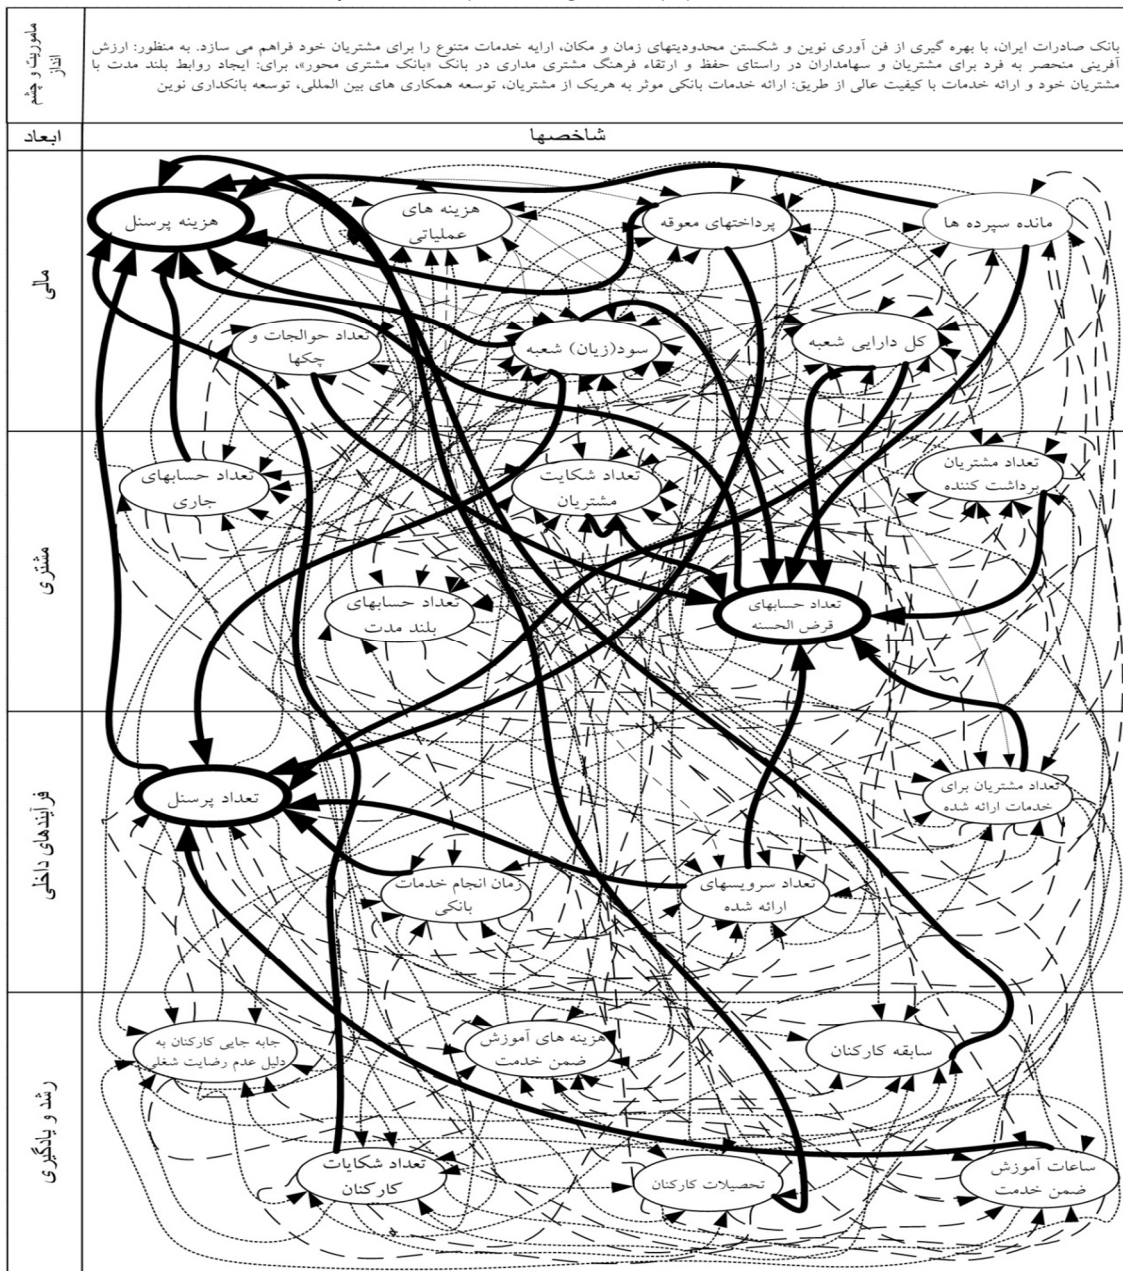 ماموریت و چشم
انداز
بانک صادرات ایران، با بهره گیری از فن آوری نوین و شکستن محدودیتهای زمان و مکان، ارایه خدمات متنوع را برای مشتریان خود فراهم می سازد. به منظور: ارزش
آفرینی منحصر به فرد برای مشتریان و سهامداران در راستای حفظ و ارتقاء فرهنگ مشتری مداری در بانک «بانک مشتری محور»، برای: ایجاد روابط بلند مدت با
مشتریان خود و ارائه خدمات با کیفیت عالی از طریق: ارائه خدمات بانکی موثر به هریک از مشتریان، توسعه همکاری های بین المللی، توسعه بانکداری نوین
ابعاد
شاخصها
مالی
مانده سپرده ها
پرداختهای معوقه
هزینه های
عملیاتی
هزینه پرسنل
کل دارایی شعبه
سود(زیان) شعبه
تعداد حوالجات و
چکها
مشتری
تعداد مشتریان
برداشت کننده
تعداد شکایت
مشتریان
تعداد حسابهای
جاری
تعداد حسابهای
قرض الحسنه
تعداد حسابهای
بلند مدت
فرآیندهای داخلی
تعداد مشتریان برای
خدمات ارائه شده
تعداد پرسنل
تعداد سرویسهای
ارائه شده
زمان انجام خدمات
بانکی
رشد و یادگیری
سابقه کارکنان
هزینه های آموزش
ضمن خدمت
جابه جایی کارکنان به
دلیل عدم رضایت شغلی
ساعات آموزش
ضمن خدمت
تحصیلات کارکنان
تعداد شکایات
کارکنان